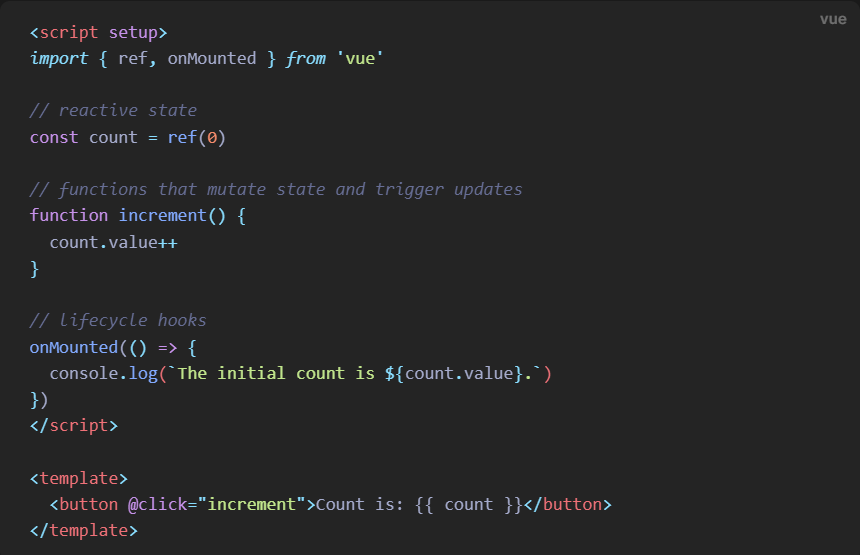 vue
<script setup>
import { ref, onMounted } from 'vue'

// reactive state
const count = ref(0)

// functions that mutate state and trigger updates
function increment() {
  count.value++
}

// lifecycle hooks
onMounted(() => {
  console.log(`The initial count is ${count.value}.`)
})
</script>

<template>
  <button @click="increment">Count is: {{ count }}</button>
</template>